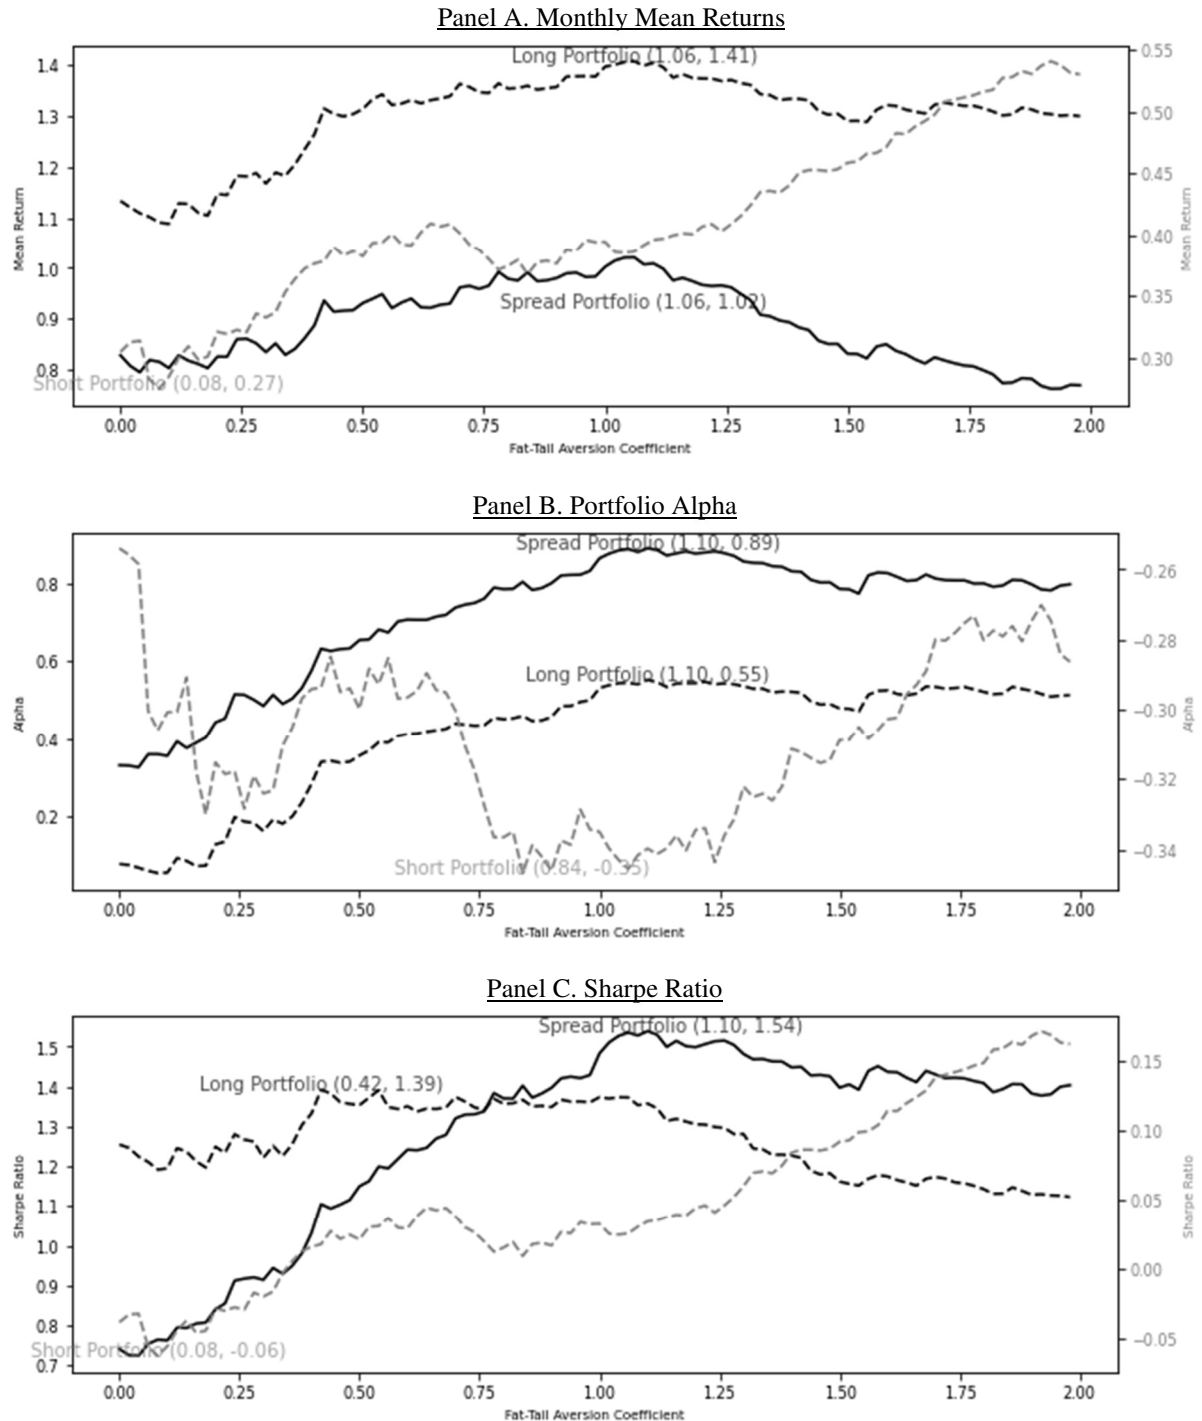 Panel A. Monthly Mean Returns
Long Portfolio (1.06, 1.41)
Spread Portfolio (1.06, 1.02)
Short Portfolio (0.08, 0.27)
1.4
1.3
1.2
1.1
1.0
0.9
0.8
Mean Return
0.55
0.50
0.45
0.40
0.35
0.30
Mean Return
0.00 0.25 0.50 0.75 1.00 1.25 1.50 1.75 2.00
Fat-Tail Aversion Coefficient
Panel B. Portfolio Alpha
Spread Portfolio (1.10, 0.89)
Long Portfolio (1.10, 0.55)
Short Portfolio (0.84, -0.35)
0.8
0.6
0.4
0.2
Alpha
−0.26
−0.28
−0.30
−0.32
−0.34
Alpha
0.00 0.25 0.50 0.75 1.00 1.25 1.50 1.75 2.00
Fat-Tail Aversion Coefficient
Panel C. Sharpe Ratio
Spread Portfolio (1.10, 1.54)
Long Portfolio (0.42, 1.39)
Short Portfolio (0.08, -0.06)
1.5
1.4
1.3
1.2
1.1
1.0
0.9
0.8
0.7
Sharpe Ratio
0.15
0.10
0.05
0.00
−0.05
Sharpe Ratio
0.00 0.25 0.50 0.75 1.00 1.25 1.50 1.75 2.00
Fat-Tail Aversion Coefficient